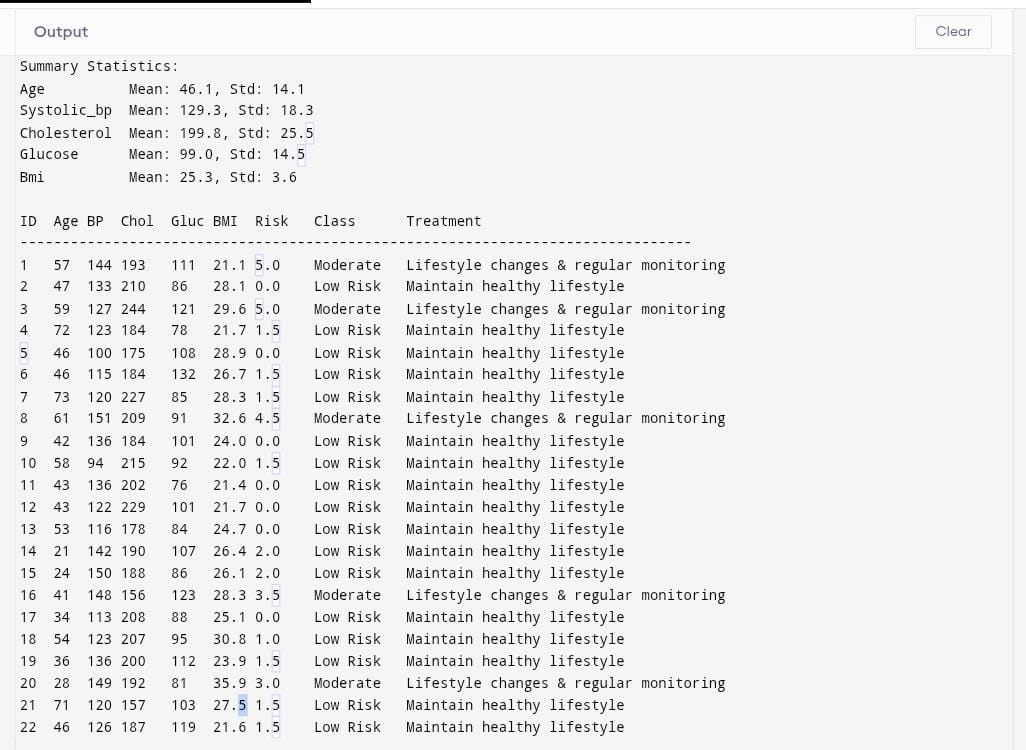 Output
Clear
Summary Statistics:
Age          Mean: 46.1, Std: 14.1
Systolic_bp  Mean: 129.3, Std: 18.3
Cholesterol  Mean: 199.8, Std: 25.5
Glucose      Mean: 99.0, Std: 14.5
Bmi          Mean: 25.3, Std: 3.6
ID  Age BP  Chol  Gluc BMI  Risk   Class      Treatment
--------------------------------------------------------------------------------
1   57  144 193   111  21.1 5.0    Moderate   Lifestyle changes & regular monitoring
2   47  133 210   86   28.1 0.0    Low Risk   Maintain healthy lifestyle
3   59  127 244   121  29.6 5.0    Moderate   Lifestyle changes & regular monitoring
4   72  123 184   78   21.7 1.5    Low Risk   Maintain healthy lifestyle
5   46  100 175   108  28.9 0.0    Low Risk   Maintain healthy lifestyle
6   46  115 184   132  26.7 1.5    Low Risk   Maintain healthy lifestyle
7   73  120 227   85   28.3 1.5    Low Risk   Maintain healthy lifestyle
8   61  151 209   91   32.6 4.5    Moderate   Lifestyle changes & regular monitoring
9   42  136 184   101  24.0 0.0    Low Risk   Maintain healthy lifestyle
10  58  94  215   92   22.0 1.5    Low Risk   Maintain healthy lifestyle
11  43  136 202   76   21.4 0.0    Low Risk   Maintain healthy lifestyle
12  43  122 229   101  21.7 0.0    Low Risk   Maintain healthy lifestyle
13  53  116 178   84   24.7 0.0    Low Risk   Maintain healthy lifestyle
14  21  142 190   107  26.4 2.0    Low Risk   Maintain healthy lifestyle
15  24  150 188   86   26.1 2.0    Low Risk   Maintain healthy lifestyle
16  41  148 156   123  28.3 3.5    Moderate   Lifestyle changes & regular monitoring
17  34  113 208   88   25.1 0.0    Low Risk   Maintain healthy lifestyle
18  54  123 207   95   30.8 1.0    Low Risk   Maintain healthy lifestyle
19  36  136 200   112  23.9 1.5    Low Risk   Maintain healthy lifestyle
20  28  149 192   81   35.9 3.0    Moderate   Lifestyle changes & regular monitoring
21  71  120 157   103  27.5 1.5    Low Risk   Maintain healthy lifestyle
22  46  126 187   119  21.6 1.5    Low Risk   Maintain healthy lifestyle